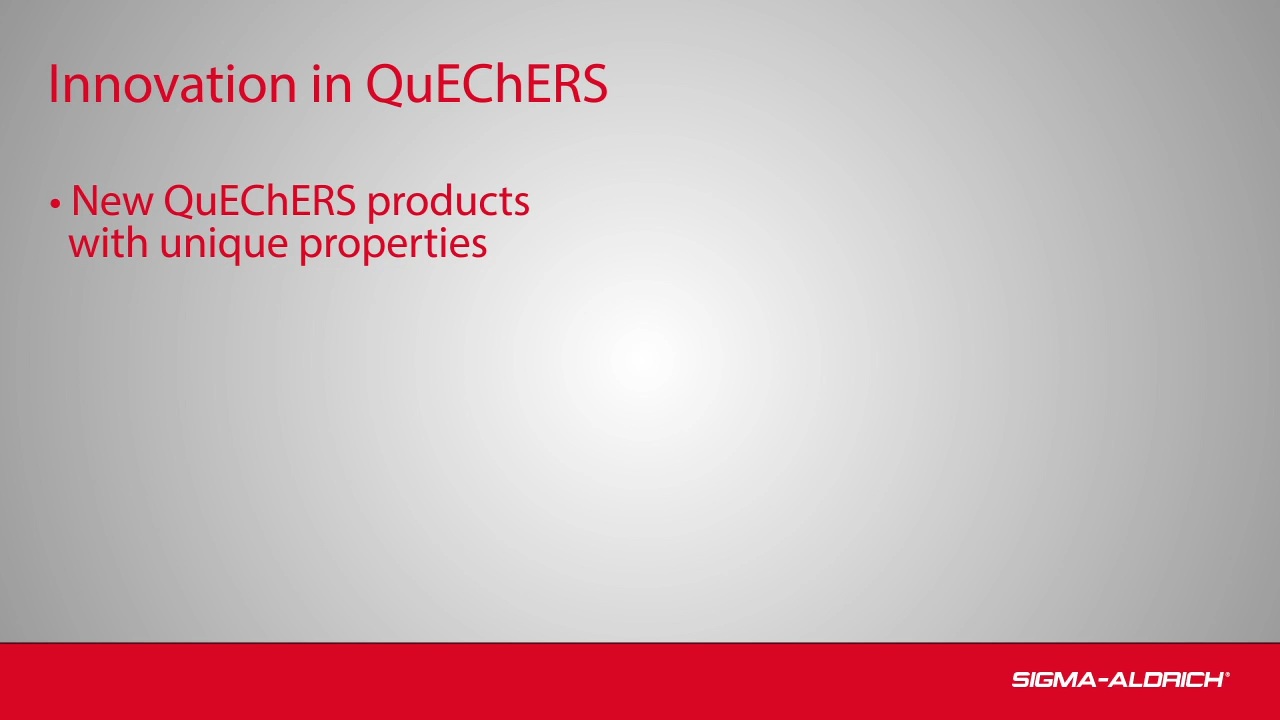 Innovation in QuEChERS
• New QuEChERS products
with unique properties
SIGMA-ALDRICH®